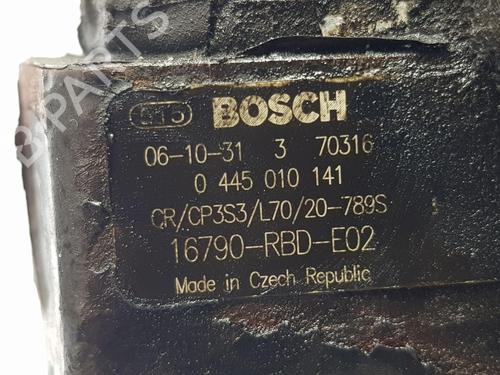 B-PARTS
BOSCH
06-10-31 3 70316
0 445 010 141
CR/CP3S3/L70/20-789S
16790-RBD-E02
Made in Czech Republic